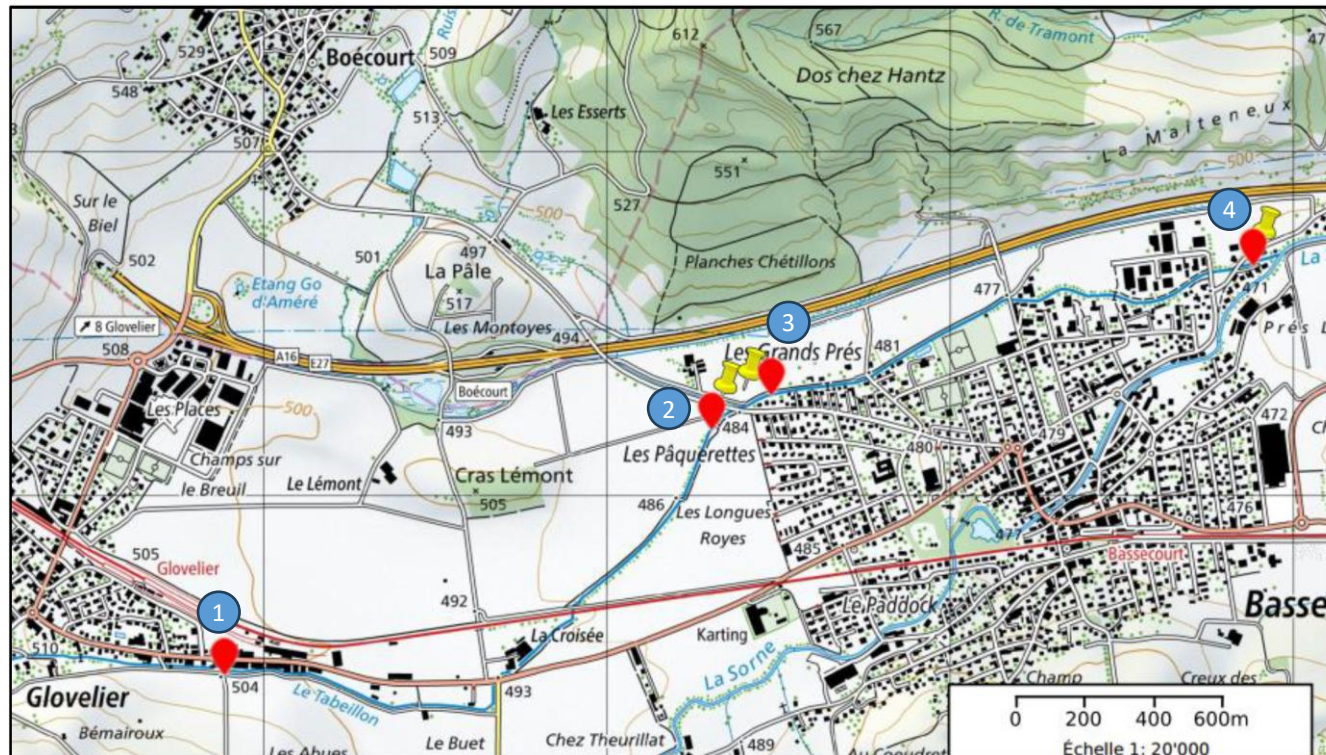 612
567
R. de Tramont
47
529
Boécourt
509
Dos chez Hantz
548
513
Les Esserts
La Maiteneux
507
551
500
Sur le
Biel
527
4
500
497
502
501
La Pâle
Planches Chétillons
La
Etang Go
d'Améré
477
471
517
3
8 Glovelier
Les Montoyes
494
Prés L
508
A16
E27
Les Grands Prés
481
Boécourt
Les Places
500
2
484
472
493
479
Ch
Champs sur
le Breuil
Les Pâquerettes
480
Le Lémont
Cras Lémont
505
486
476
Les Longues
Royes
477
505
485
Bassecourt
Glovelier
492
Le Paddock
Basse
1
Karting
La Croisée
510
504
La Sorne
Glovelier
Le Tabeillon
493
Champ
Creux des
0 200 400 600m
Bémairoux
Les Abues
Le Buet
Chez Theurillat
489
Échelle 1: 20'000